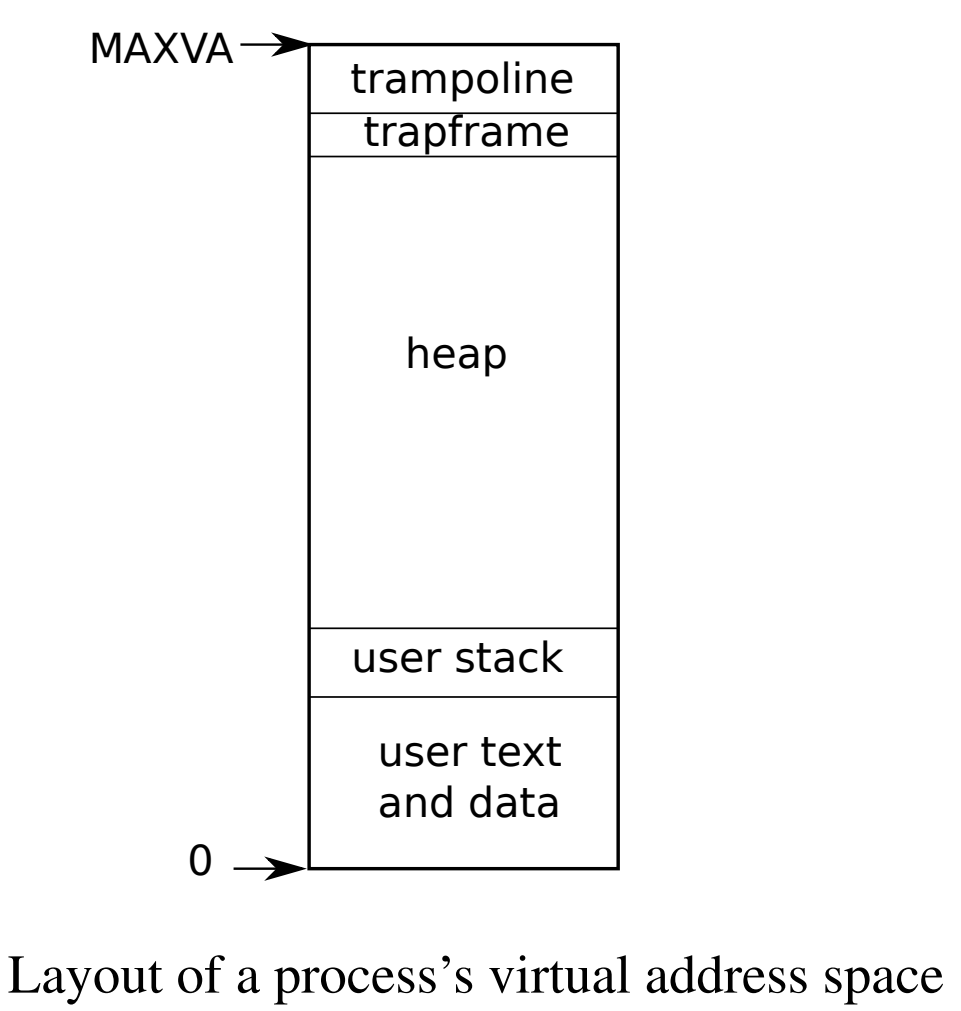 MAXVA
trampoline
trapframe
heap
user stack
user text
and data
0
Layout of a process’s virtual address space